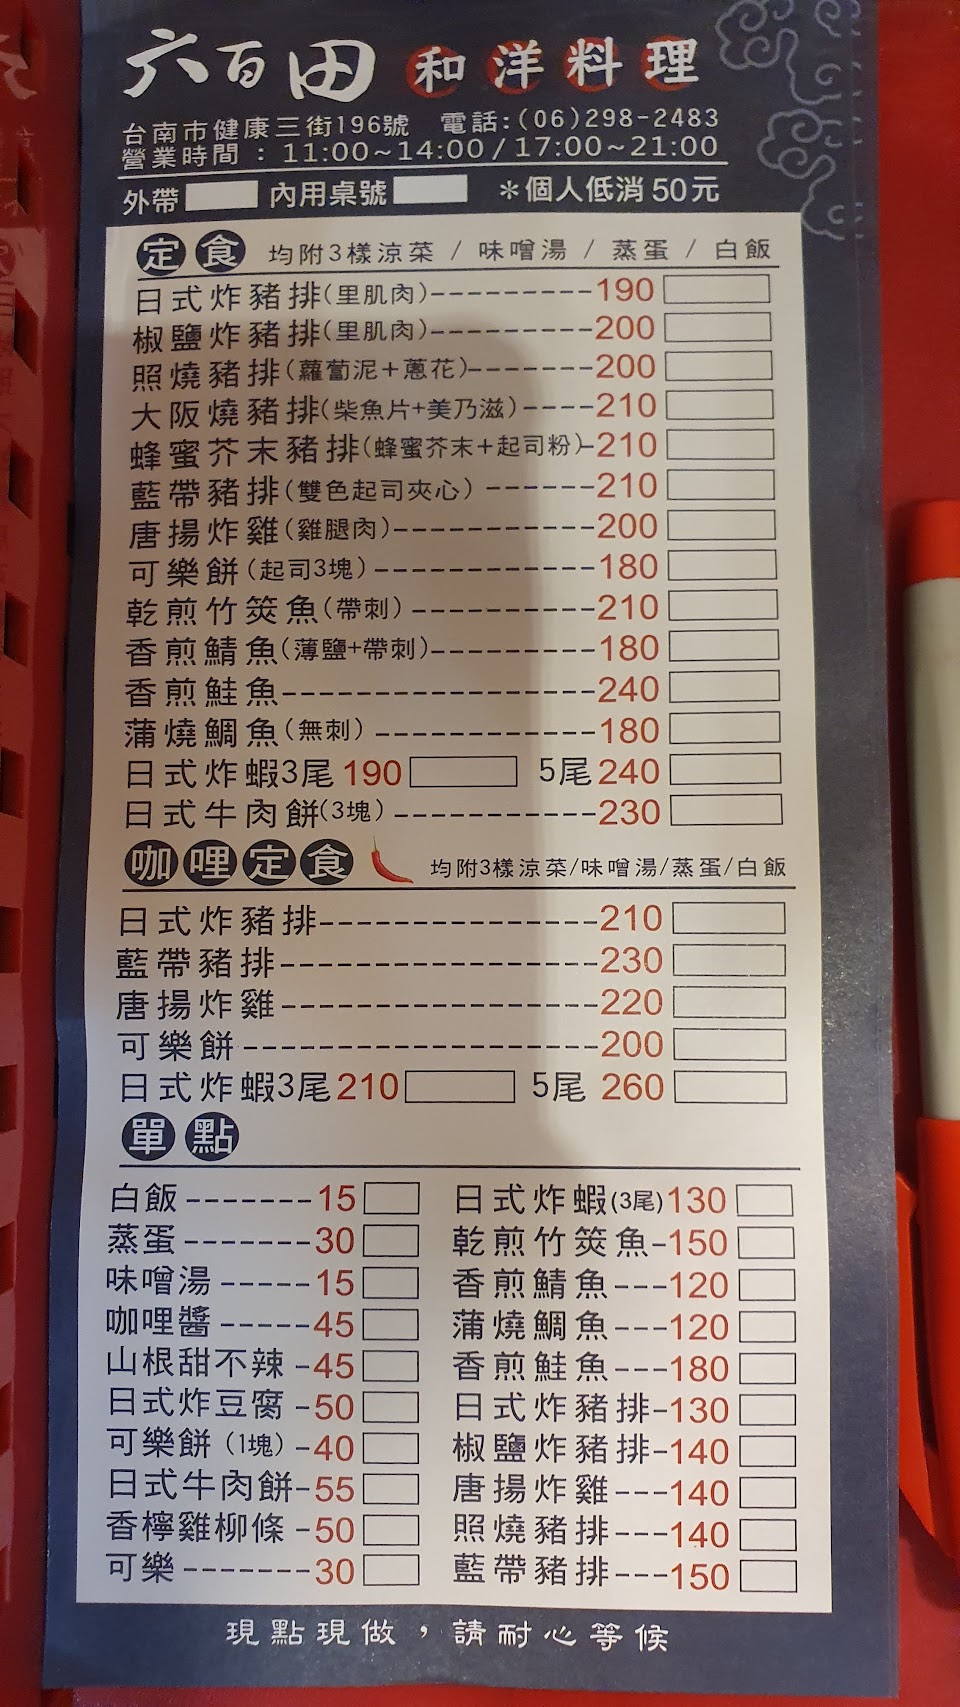 六百田 和洋料理
台南市健康三街196號 電話:(06)298-2483
營業時間 : 11:00~14:00/17:00~21:00
外帶 內用桌號 *個人低消50元
定食 均附3樣涼菜 / 味噌湯 / 蒸蛋 / 白飯
日式炸豬排(里肌肉)---------190
椒鹽炸豬排(里肌肉)---------200
照燒豬排(蘿蔔泥+蔥花)-------200
大阪燒豬排(柴魚片+美乃滋)----210
蜂蜜芥末豬排(蜂蜜芥末+起司粉)-210
藍帶豬排(雙色起司夾心) ------210
唐揚炸雞(雞腿肉)-----------200
可樂餅(起司3塊)------------180
乾煎竹筴魚(帶刺)----------210
香煎鯖魚(薄鹽+帶刺)---------180
香煎鮭魚-----------------240
蒲燒鯛魚(無刺)------------180
日式炸蝦3尾 190 5尾 240
日式牛肉餅(3塊)-----------230
咖哩定食 均附3樣涼菜/味噌湯/蒸蛋/白飯
日式炸豬排---------------210
藍帶豬排-----------------230
唐揚炸雞-----------------220
可樂餅-------------------200
日式炸蝦3尾 210 5尾 260
單點
白飯-------15
蒸蛋-------30
味噌湯-----15
咖哩醬-----45
山根甜不辣-45
日式炸豆腐-50
可樂餅(1塊)-40
日式牛肉餅-55
香檸雞柳條-50
可樂-------30
日式炸蝦(3尾)130
乾煎竹筴魚-150
香煎鯖魚---120
蒲燒鯛魚---120
香煎鮭魚---180
日式炸豬排-130
椒鹽炸豬排-140
唐揚炸雞---140
照燒豬排---140
藍帶豬排---150
現點現做，請耐心等候